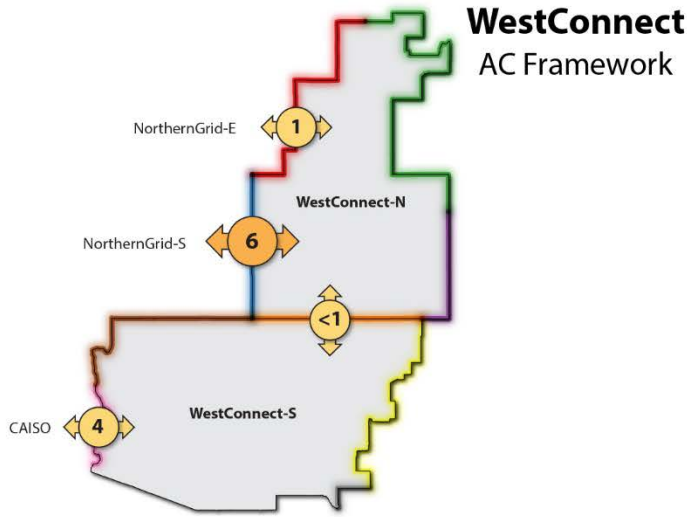 WestConnect
AC Framework
NorthernGrid-E
1
WestConnect-N
NorthernGrid-S
6
<1
WestConnect-S
CAISO
4